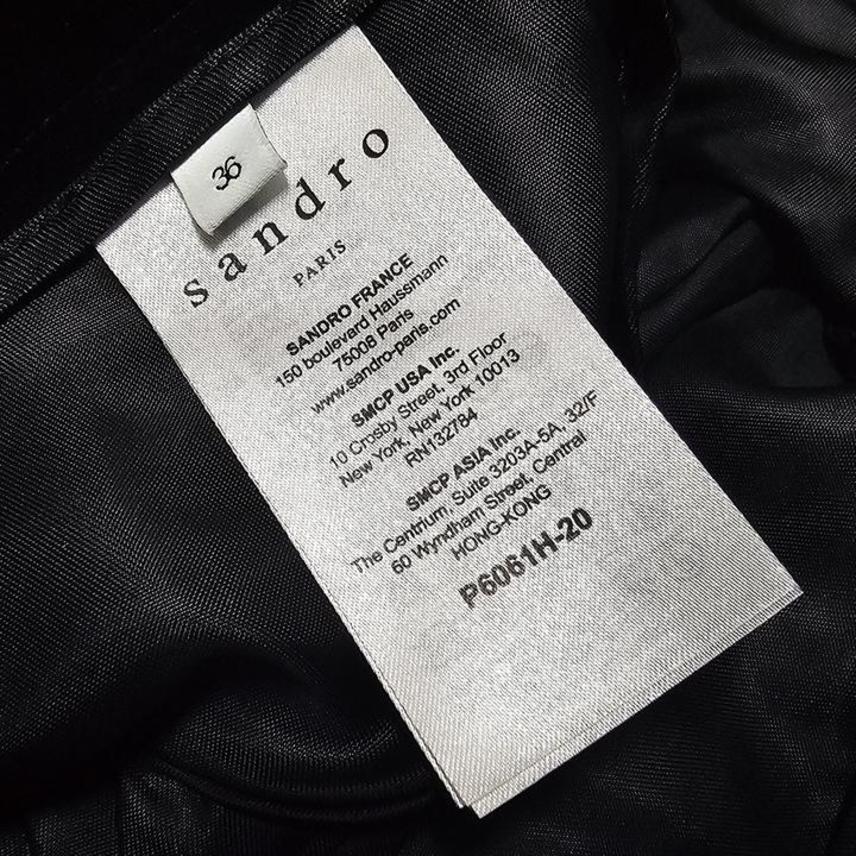 36
sandro
PARIS
SANDRO FRANCE
150 boulevard Haussmann
75008 Paris
www.sandro-paris.com
SMCP USA Inc.
10 Crosby Street, 3rd Floor
New York, New York 10013
RN132784
SMCP ASIA Inc.
The Centrium, Suite 3203A-5A, 32/F
60 Wyndham Street, Central
HONG-KONG
P6061H-20